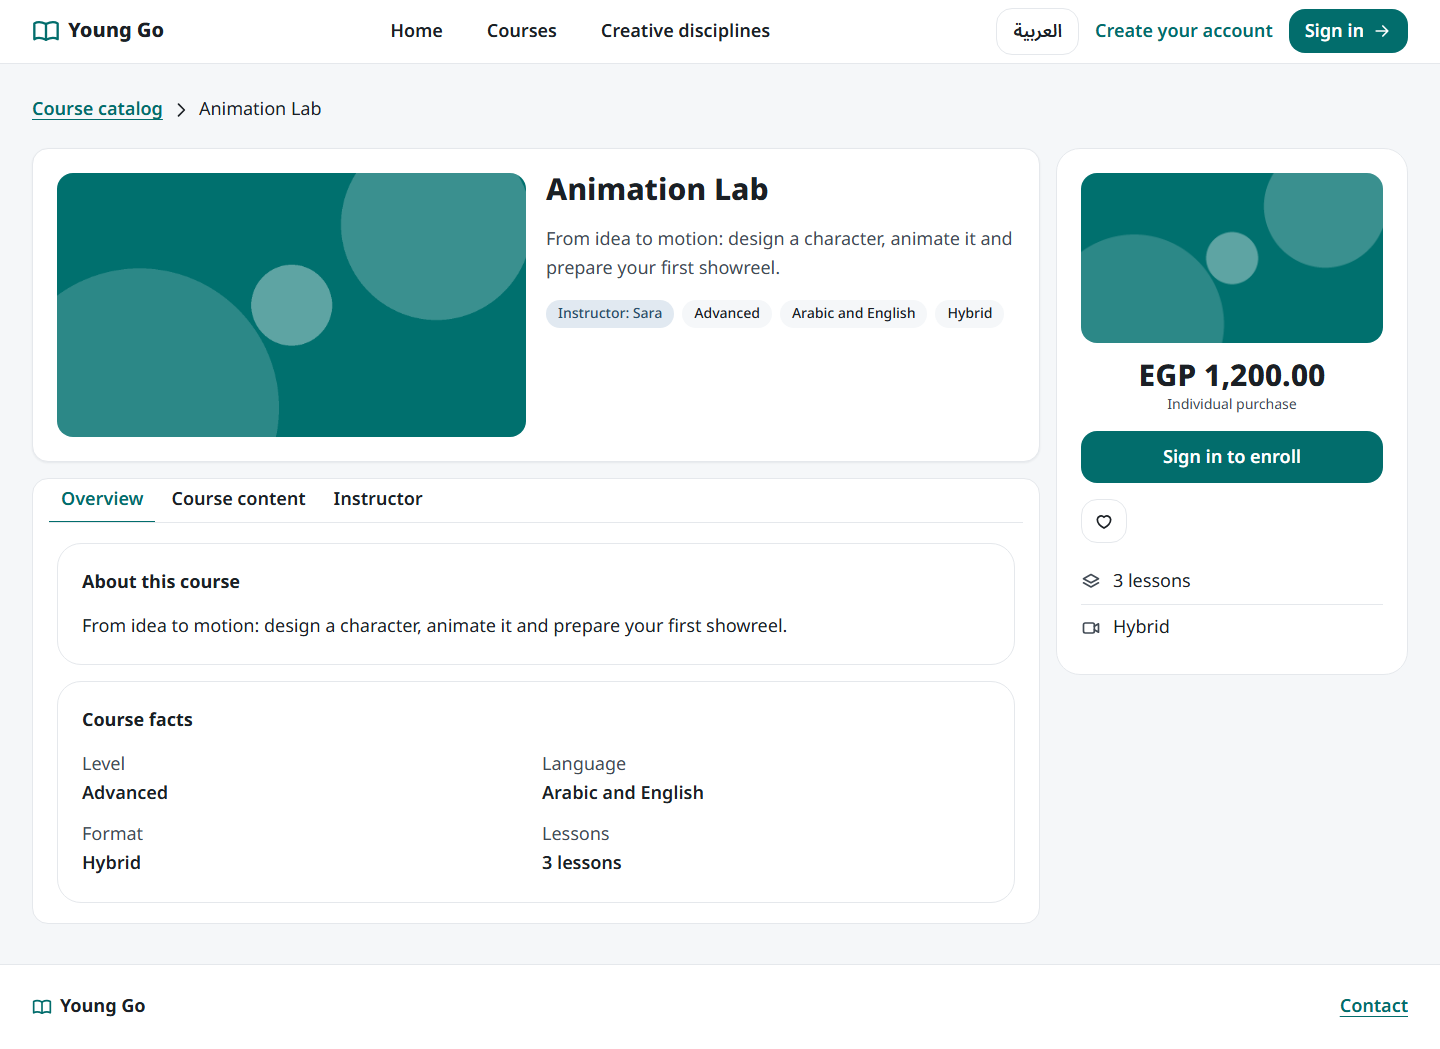 Young Go
Home
Courses
Creative disciplines
العربية
Create your account
Sign in
Course catalog
Animation Lab
Animation Lab
From idea to motion: design a character, animate it and
prepare your first showreel.
Instructor: Sara
Advanced
Arabic and English
Hybrid
EGP 1,200.00
Individual purchase
Sign in to enroll
3 lessons
Hybrid
Overview
Course content
Instructor
About this course
From idea to motion: design a character, animate it and prepare your first showreel.
Course facts
Level
Advanced
Language
Arabic and English
Format
Hybrid
Lessons
3 lessons
Young Go
Contact